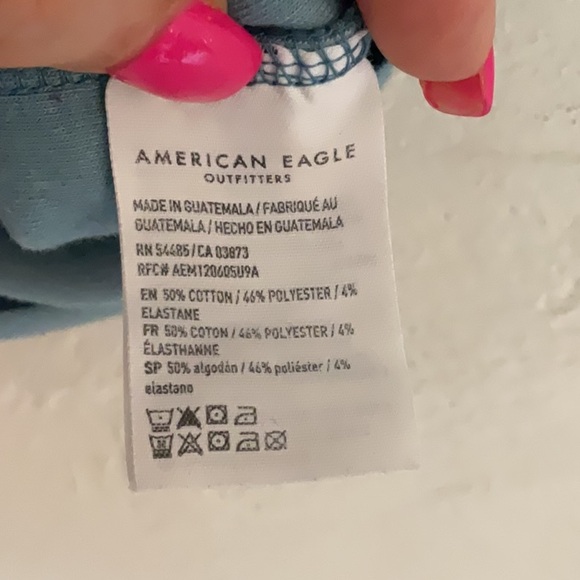 AMERICAN EAGLE
OUTFITTERS
MADE IN GUATEMALA / FABRIQUÉ AU
GUATEMALA / HECHO EN GUATEMALA
RN 54485/CA 03873
RFC# AEM120605U9A
EN 50% COTTON / 46% POLYESTER / 4%
ELASTANE
FR 50% COTON / 46% POLYESTER / 4%
ÉLASTHANNE
SP 50% algodón / 46% poliéster / 4%
elastano